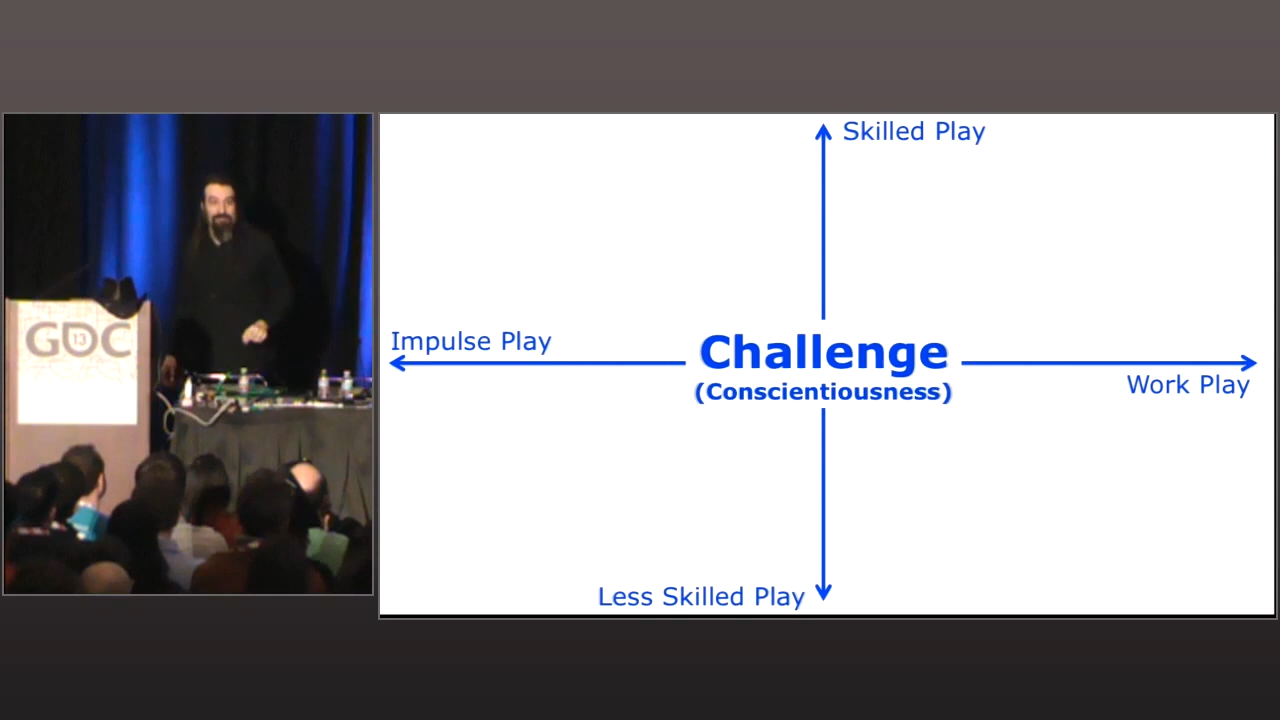 GDC
13
Skilled Play
Impulse Play
Challenge
(Conscientiousness)
Work Play
Less Skilled Play